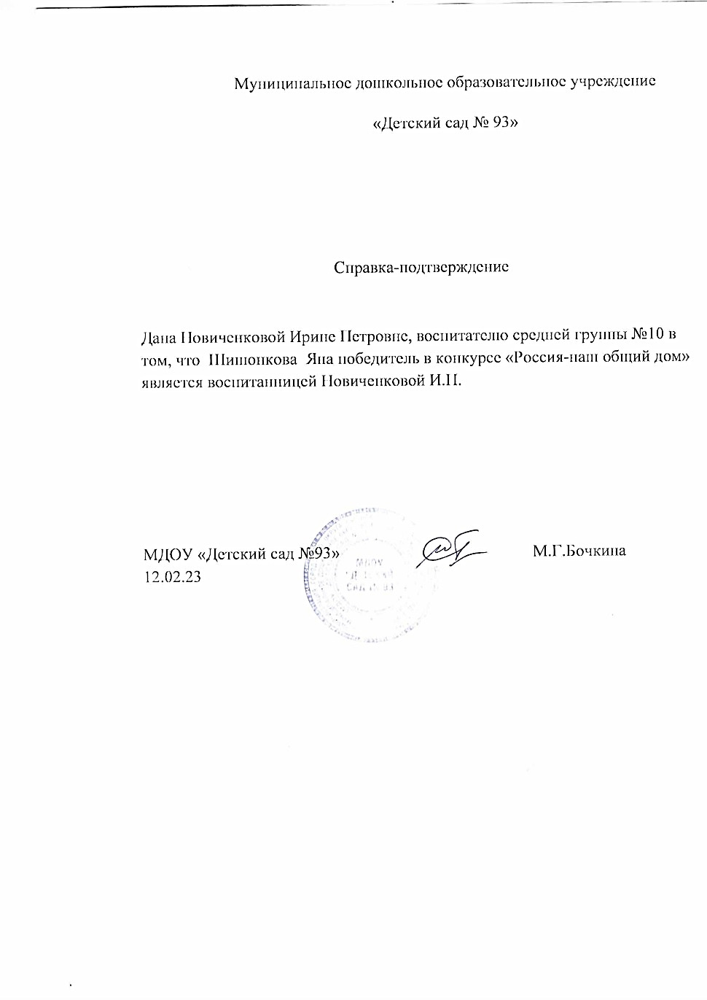 Муниципальное дошкольное образовательное учреждение
«Детский сад № 93»
Справка-подтверждение
Дана Новиченковой Ирине Петровне, воспитателю средней группы №10 в
том, что Шишонкова Яна победитель в конкурсе «Россия-наш общий дом»
является воспитанницей Новиченковой И.П.
МДОУ «Детский сад №93»
М.Г.Бочкина
12.02.23
МДОУ